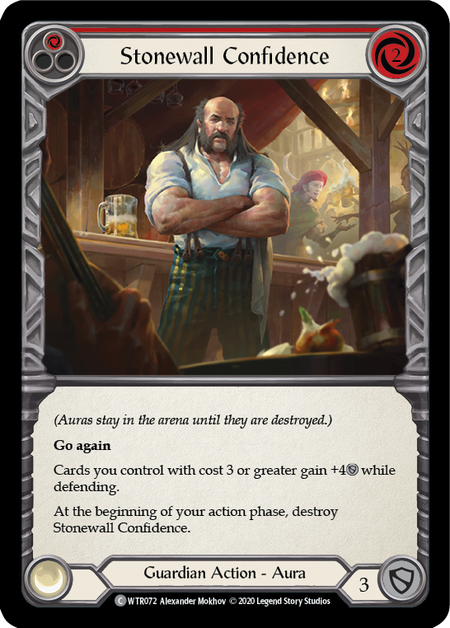 Stonewall Confidence
2
(Auras stay in the arena until they are destroyed.)
Go again
Cards you control with cost 3 or greater gain +4 while
defending.
At the beginning of your action phase, destroy
Stonewall Confidence.
Guardian Action - Aura
3
C WTR072 Alexander Mokhov © 2020 Legend Story Studios